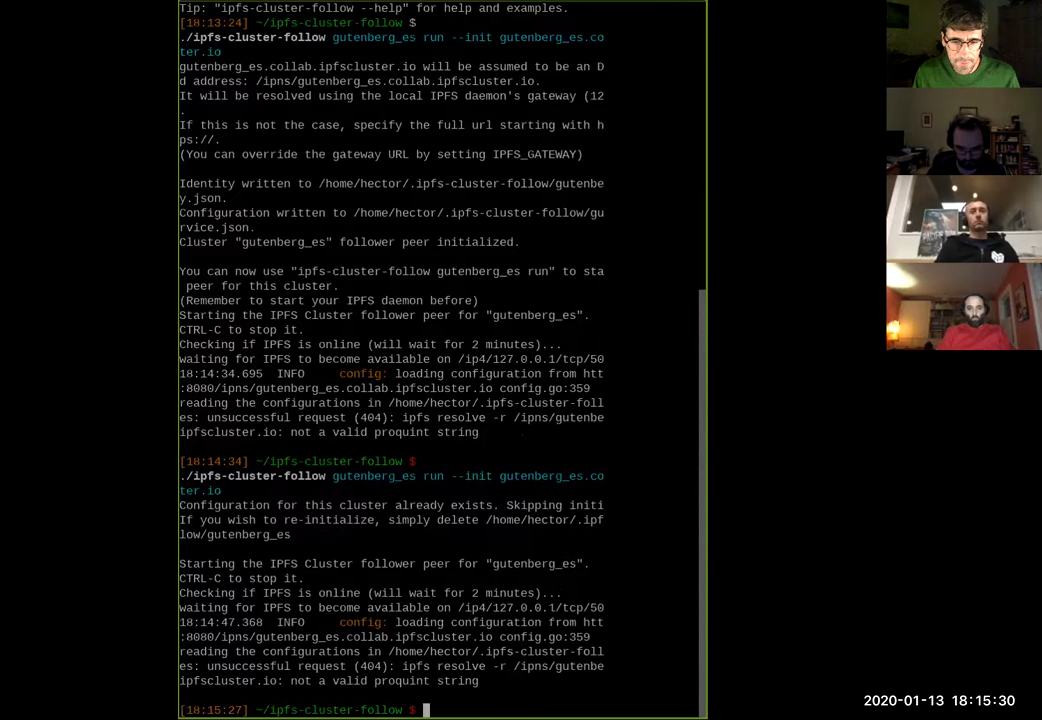 Tip: "ipfs-cluster-follow --help" for help and examples.
[18:13:24] ~/ipfs-cluster-follow $
./ipfs-cluster-follow gutenberg_es run --init gutenberg_es.co
ter.io
gutenberg_es.collab.ipfscluster.io will be assumed to be an D
d address: /ipns/gutenberg_es.collab.ipfscluster.io.
It will be resolved using the local IPFS daemon's gateway (12
.
If this is not the case, specify the full url starting with h
ps://.
(You can override the gateway URL by setting IPFS_GATEWAY)
Identity written to /home/hector/.ipfs-cluster-follow/gutenbe
y.json.
Configuration written to /home/hector/.ipfs-cluster-follow/gu
rvice.json.
Cluster "gutenberg_es" follower peer initialized.
You can now use "ipfs-cluster-follow gutenberg_es run" to sta
 peer for this cluster.
(Remember to start your IPFS daemon before)
Starting the IPFS Cluster follower peer for "gutenberg_es".
CTRL-C to stop it.
Checking if IPFS is online (will wait for 2 minutes)...
waiting for IPFS to become available on /ip4/127.0.0.1/tcp/50
18:14:34.695  INFO     config: loading configuration from htt
:8080/ipns/gutenberg_es.collab.ipfscluster.io config.go:359
reading the configurations in /home/hector/.ipfs-cluster-foll
es: unsuccessful request (404): ipfs resolve -r /ipns/gutenbe
ipfscluster.io: not a valid proquint string
[18:14:34] ~/ipfs-cluster-follow $
./ipfs-cluster-follow gutenberg_es run --init gutenberg_es.co
ter.io
Configuration for this cluster already exists. Skipping initi
If you wish to re-initialize, simply delete /home/hector/.ipf
low/gutenberg_es
Starting the IPFS Cluster follower peer for "gutenberg_es".
CTRL-C to stop it.
Checking if IPFS is online (will wait for 2 minutes)...
waiting for IPFS to become available on /ip4/127.0.0.1/tcp/50
18:14:47.368  INFO     config: loading configuration from htt
:8080/ipns/gutenberg_es.collab.ipfscluster.io config.go:359
reading the configurations in /home/hector/.ipfs-cluster-foll
es: unsuccessful request (404): ipfs resolve -r /ipns/gutenbe
ipfscluster.io: not a valid proquint string
[18:15:27] ~/ipfs-cluster-follow $
2020-01-13 18:15:30